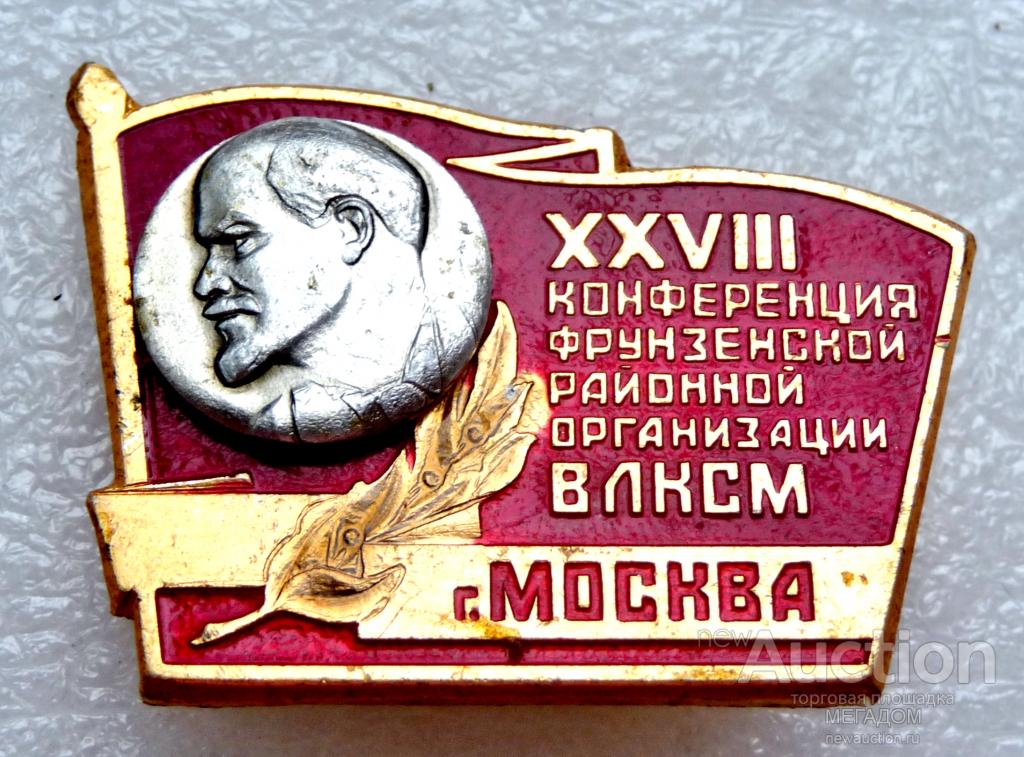 XXVIII
КОНФЕРЕНЦИЯ
ФРУНЗЕНСКОЙ
РАЙОННОЙ
ОРГАНИЗАЦИИ
ВЛКСМ
г. МОСКВА
newAuction
торговая площадка
МЕГАДОМ
newauction.ru